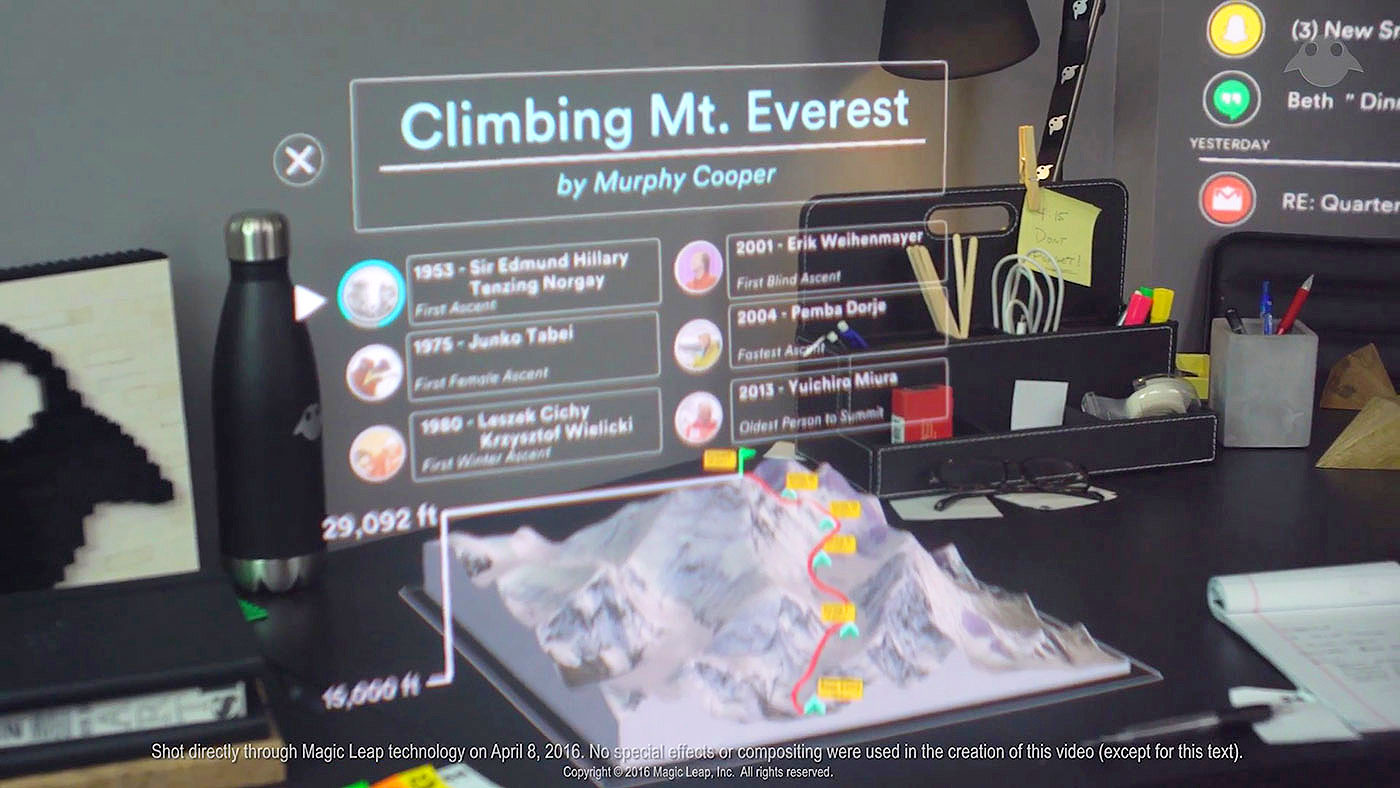 Climbing Mt. Everest
by Murphy Cooper
1953 - Sir Edmund Hillary
Tenzing Norgay
First Ascent
1975 - Junko Tabei
First Female Ascent
1980 - Leszek Cichy
Krzysztof Wielicki
First Winter Ascent
2001 - Erik Weihenmayer
First Blind Ascent
2004 - Pemba Dorje
Fastest Ascent
2013 - Yuichiro Miura
Oldest Person to Summit
29,092 ft
15,000 ft
(3) New Sn
Beth " Dinn
YESTERDAY
RE: Quarter
4-15
Dont
Shot directly through Magic Leap technology on April 8, 2016. No special effects or compositing were used in the creation of this video (except for this text).
Copyright © 2016 Magic Leap, Inc. All rights reserved.